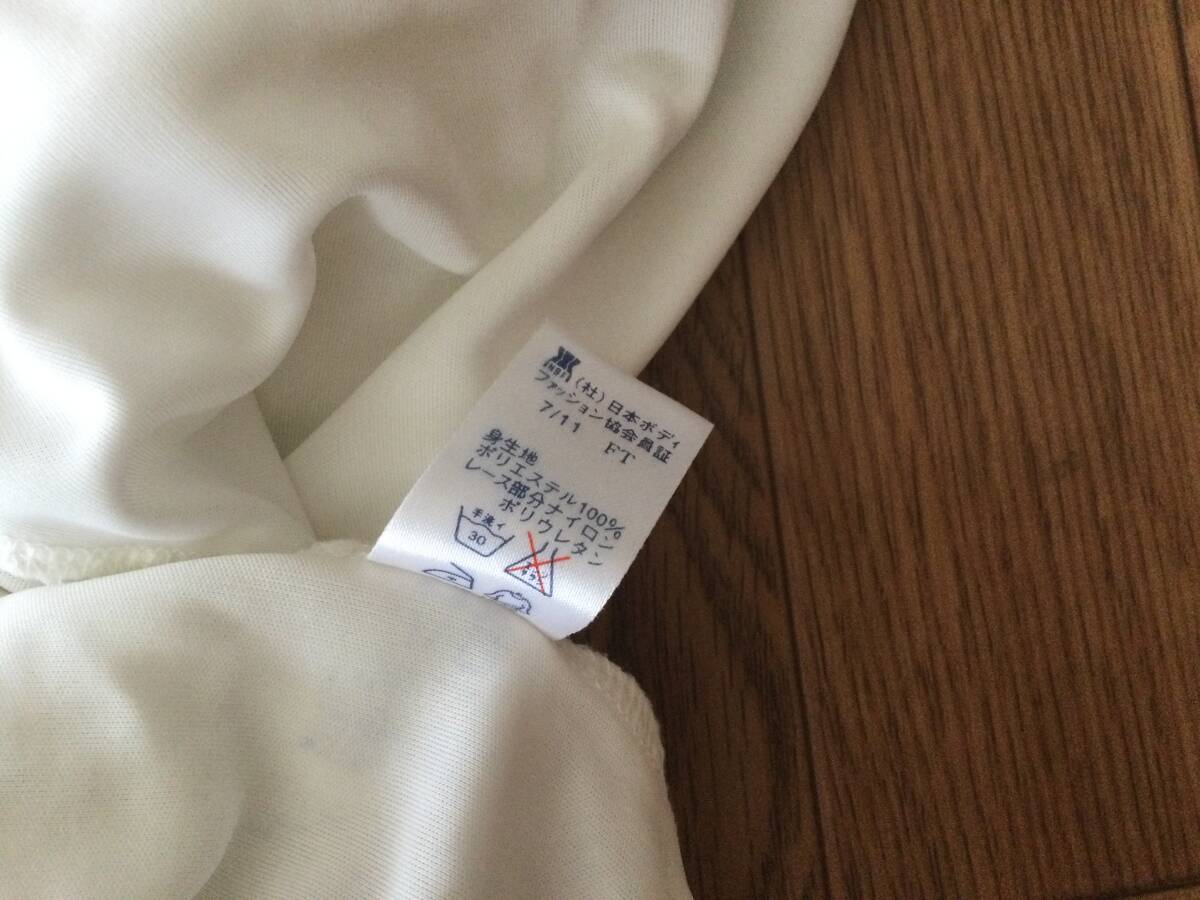 NBF
(社)日本ボディ
ファッション協会員証
7/11 FT
身生地
ポリエステル100%
レース部分ナイロン
ポリウレタン
手洗イ
30